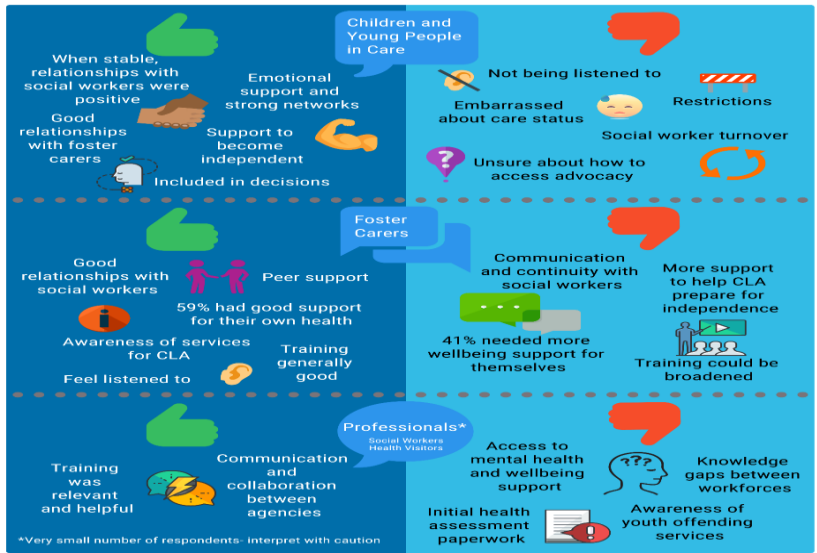 Children and
Young People
in Care
When stable,
relationships with
social workers were
positive
Emotional
support and
strong networks
Good
relationships
with foster
carers
Support to
become
independent
Included in decisions
Not being listened to
Embarrassed
about care status
Restrictions
Social worker turnover
?
Unsure about how to
access advocacy
Foster
Carers
Good
relationships with
social workers
Peer support
59% had good support
for their own health
i
Awareness of services
for CLA
Training
generally
good
Feel listened to
Communication
and continuity with
social workers
More support
to help CLA
prepare for
independence
41% needed more
wellbeing support for
themselves
Training could be
broadened
Professionals*
Social Workers
Health Visitors
Training
was
relevant
and helpful
Communication
and
collaboration
between
agencies
*Very small number of respondents- interpret with caution
Access to
mental health
and wellbeing
support
???
Knowledge
gaps between
workforces
Initial health
assessment
paperwork
!
Awareness of
youth offending
services